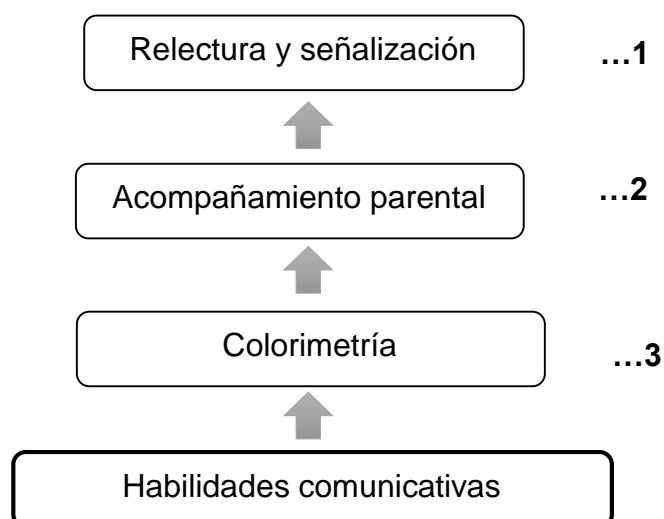 Relectura y señalización …1
Acompañamiento parental …2
Colorimetría …3
Habilidades comunicativas